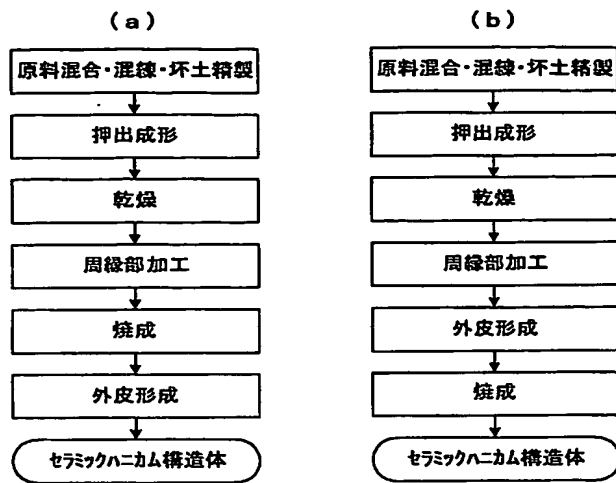 (a)
原料混合・混練・坏土精製
押出成形
乾燥
周縁部加工
焼成
外皮形成
セラミックハニカム構造体
(b)
原料混合・混練・坏土精製
押出成形
乾燥
周縁部加工
外皮形成
焼成
セラミックハニカム構造体